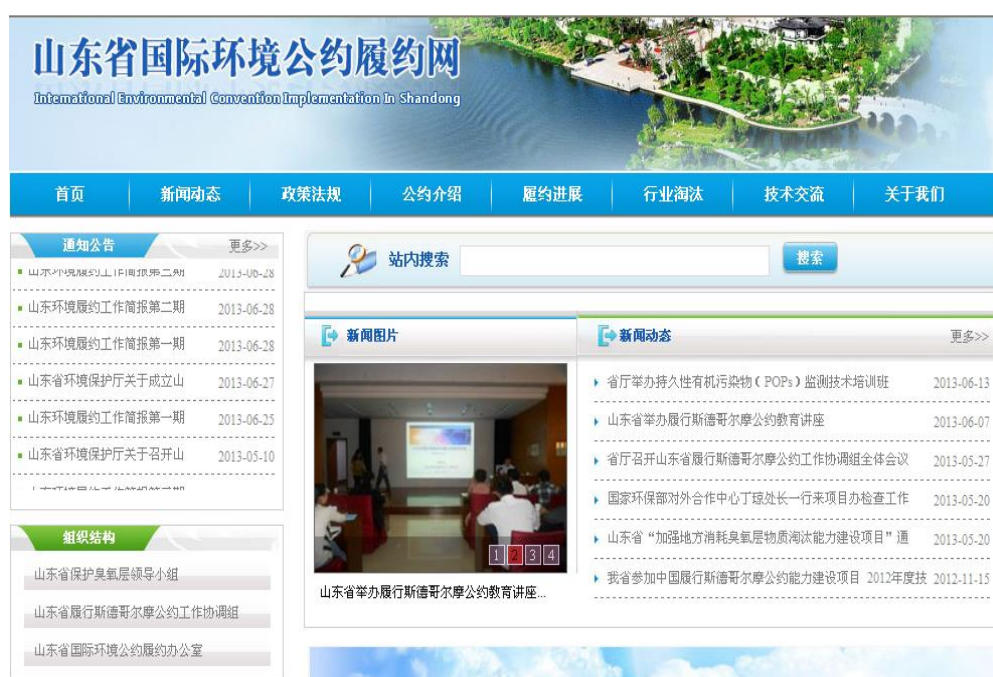 山东省国际环境公约履约网
International Environmental Convention Implementation In Shandong
首页 新闻动态 政策法规 公约介绍 履约进展 行业淘汰 技术交流 关于我们
通知公告 更多>>
山东环境履约工作简报第三期 2013-06-28
山东环境履约工作简报第二期 2013-06-28
山东环境履约工作简报第一期 2013-06-28
山东省环境保护厅关于成立山 2013-06-27
山东环境履约工作简报第一期 2013-06-25
山东省环境保护厅关于召开山 2013-05-10
组织结构
山东省保护臭氧层领导小组
山东省履行斯德哥尔摩公约工作协调组
山东省国际环境公约履约办公室
站内搜索 搜索
新闻图片
1 2 3 4
山东省举办履行斯德哥尔摩公约教育讲座...
新闻动态 更多>>
省厅举办持久性有机污染物（POPs）监测技术培训班 2013-06-13
山东省举办履行斯德哥尔摩公约教育讲座 2013-06-07
省厅召开山东省履行斯德哥尔摩公约工作协调组全体会议 2013-05-27
国家环保部对外合作中心丁琼处长一行来项目办检查工作 2013-05-20
山东省“加强地方消耗臭氧层物质淘汰能力建设项目”通 2013-05-20
我省参加中国履行斯德哥尔摩公约能力建设项目 2012年度技 2012-11-15